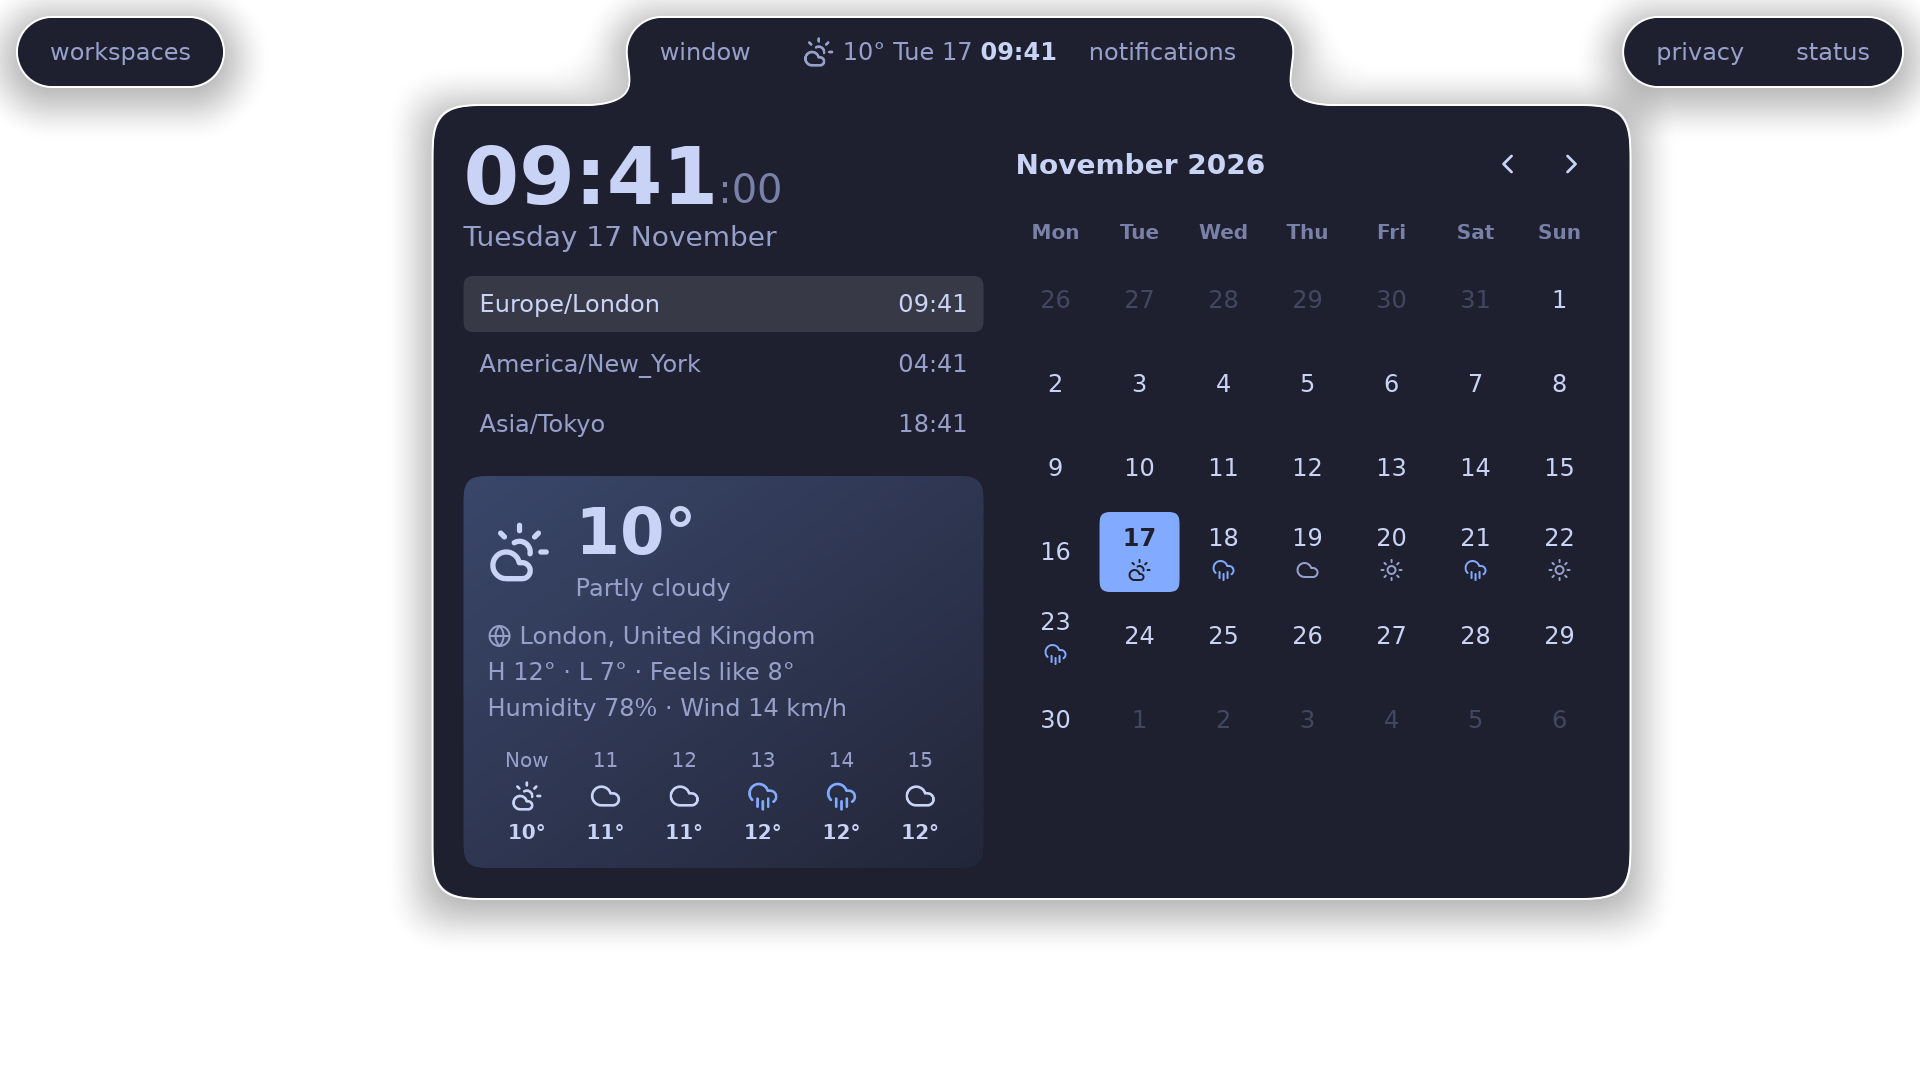 workspaces
window 10° Tue 17 09:41 notifications
privacy status
09:41:00
Tuesday 17 November
Europe/London 09:41
America/New_York 04:41
Asia/Tokyo 18:41
10°
Partly cloudy
London, United Kingdom
H 12° · L 7° · Feels like 8°
Humidity 78% · Wind 14 km/h
Now 11 12 13 14 15
10° 11° 11° 12° 12° 12°
November 2026
Mon Tue Wed Thu Fri Sat Sun
26 27 28 29 30 31 1
2 3 4 5 6 7 8
9 10 11 12 13 14 15
16 17 18 19 20 21 22
23 24 25 26 27 28 29
30 1 2 3 4 5 6